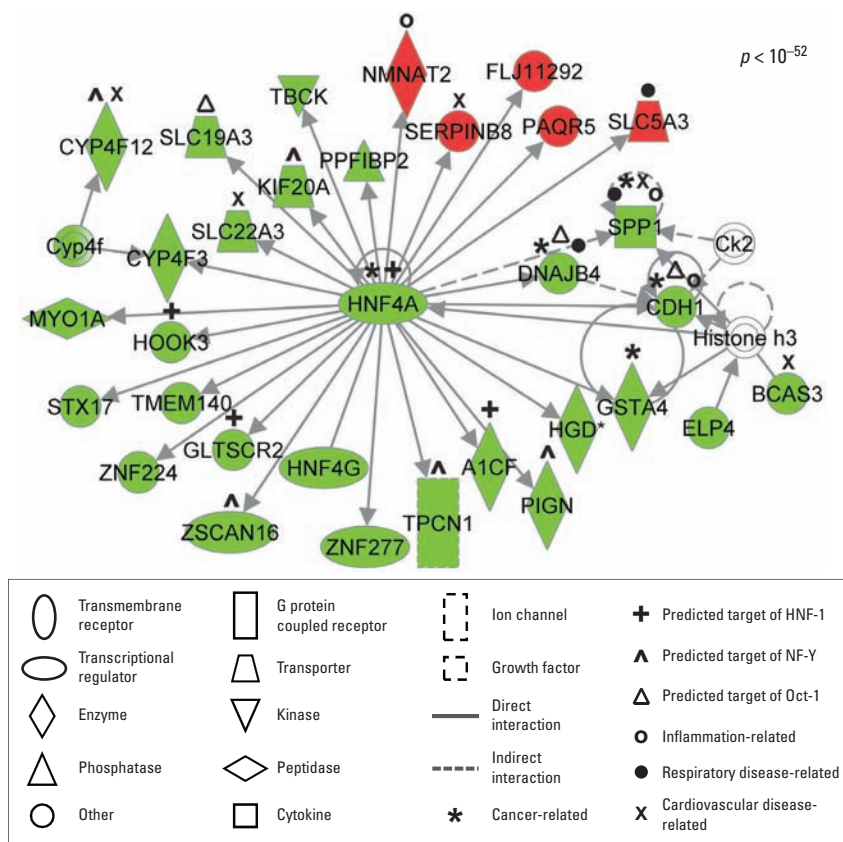 p < 10⁻⁵²
O
NMNAT2
FLJ11292
TBCK
X
SERPINB8
PAQR5
●
SLC5A3
^ X
CYP4F12
Δ
SLC19A3
^
KIF20A
PPFIBP2
X
SLC22A3
Cyp4f
CYP4F3
* X
● O
SPP1
Ck2
* Δ ●
DNAJB4
* +
HNF4A
* Δ O
CDH1
Histone h3
MYO1A
+
HOOK3
*
GSTA4
X
BCAS3
STX17
TMEM140
+
GLTSCR2
HNF4G
+
A1CF
HGD*
ELP4
ZNF224
^
ZSCAN16
ZNF277
^
TPCN1
^
PIGN
Transmembrane
receptor
G protein
coupled receptor
Ion channel
+ Predicted target of HNF-1
Transcriptional
regulator
Transporter
Growth factor
^ Predicted target of NF-Y
Enzyme
Kinase
Direct
interaction
Δ Predicted target of Oct-1
O Inflammation-related
Phosphatase
Peptidase
Indirect
interaction
● Respiratory disease-related
Other
Cytokine
* Cancer-related
X Cardiovascular disease-
related